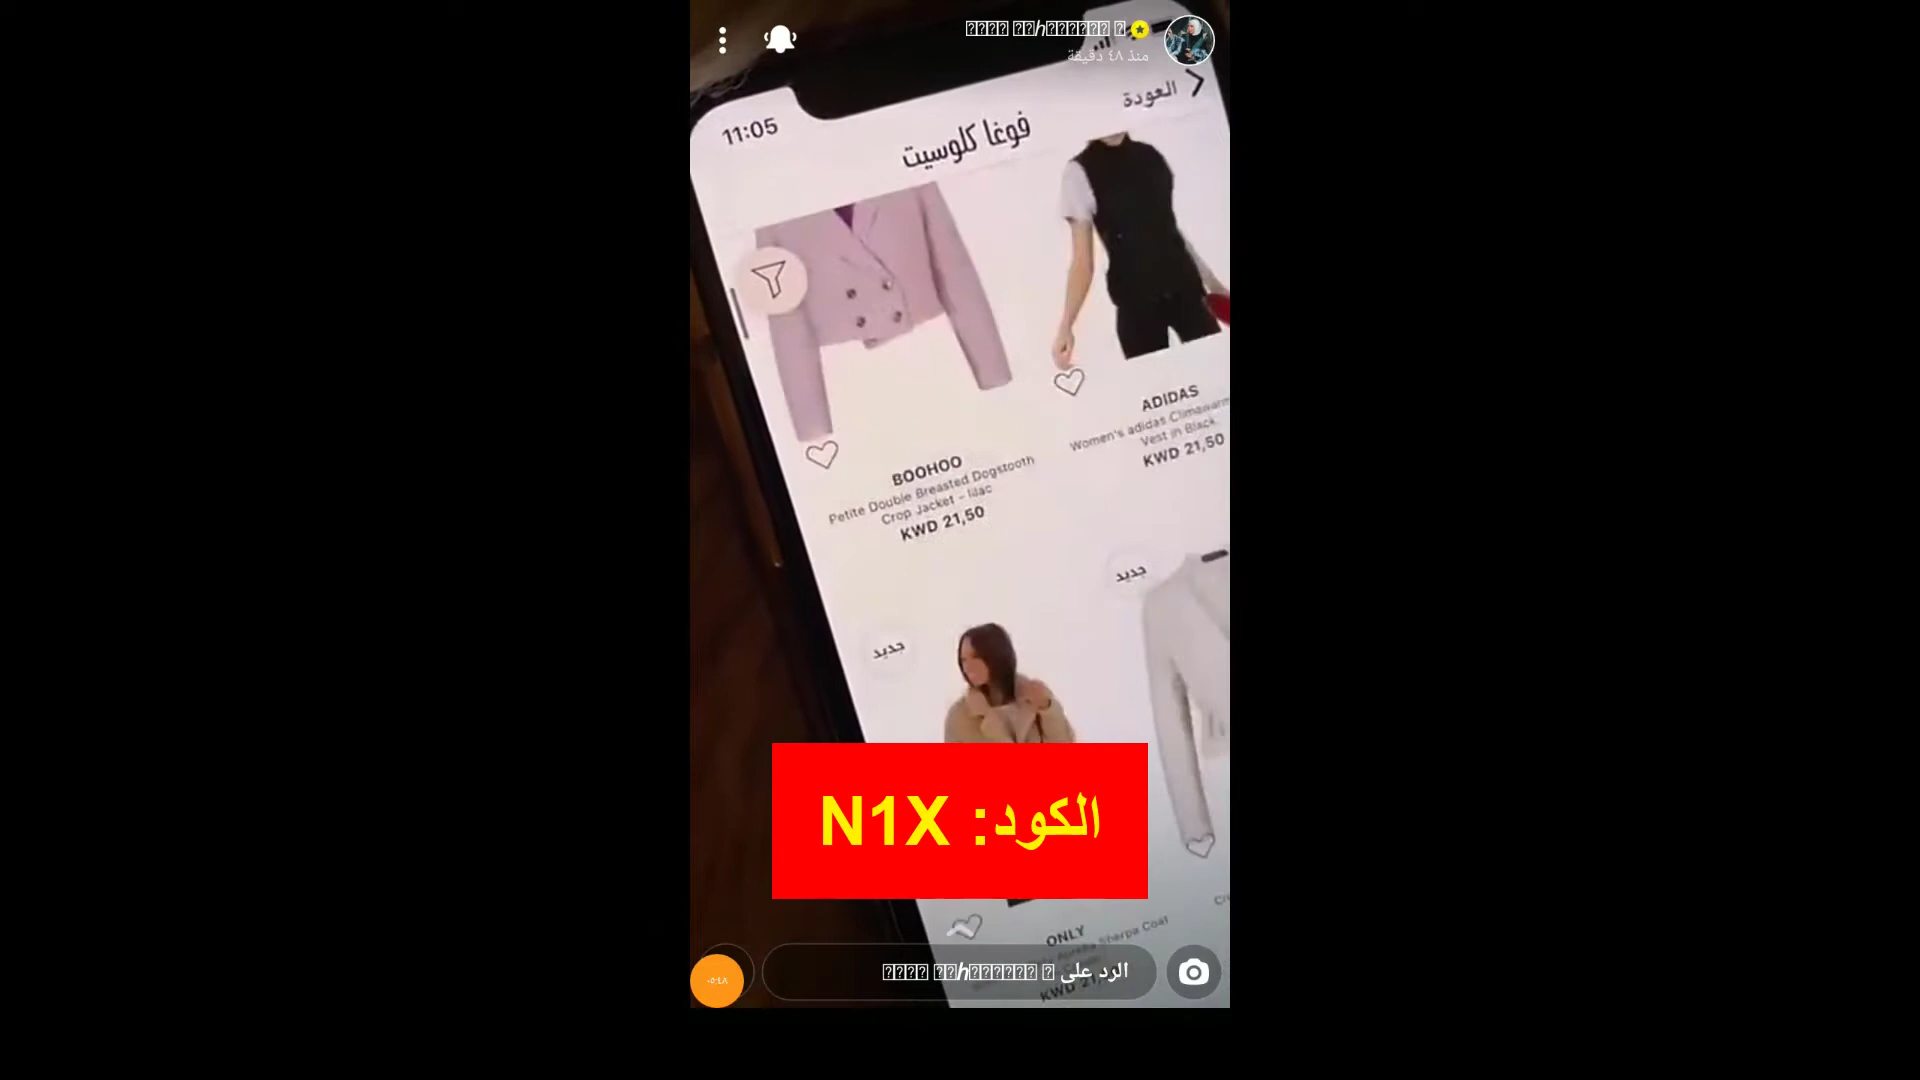 منذ ٤٨ دقيقة
العودة
11:05
فوغا كلوسيت
ADIDAS
Women's adidas Climawarm
Vest in Black
KWD 21,50
BOOHOO
Petite Double Breasted Dogstooth
Crop Jacket - lilac
KWD 21,50
جديد
جديد
الكود: N1X
ONLY
Sherpa Coat
KWD 21,
الرد على